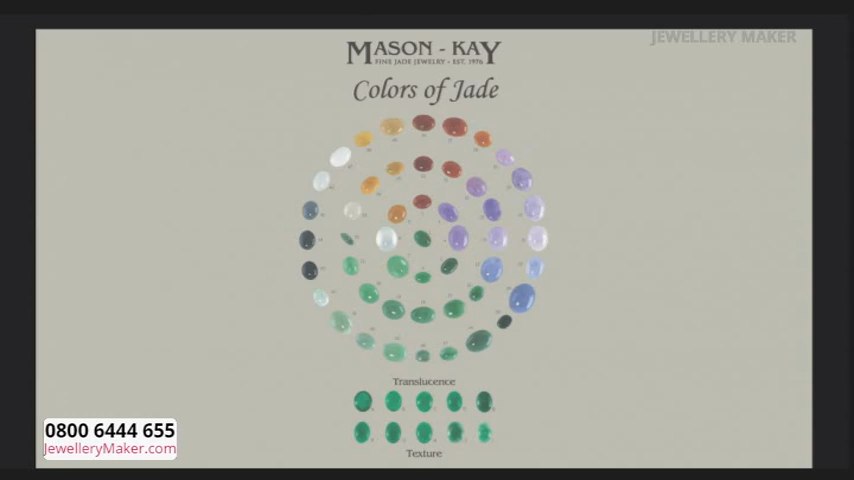 JEWELLERY MAKER
MASON - KAY
FINE JADE JEWELRY - EST. 1976
Colors of Jade
Translucence
Texture
0800 6444 655
JewelleryMaker.com